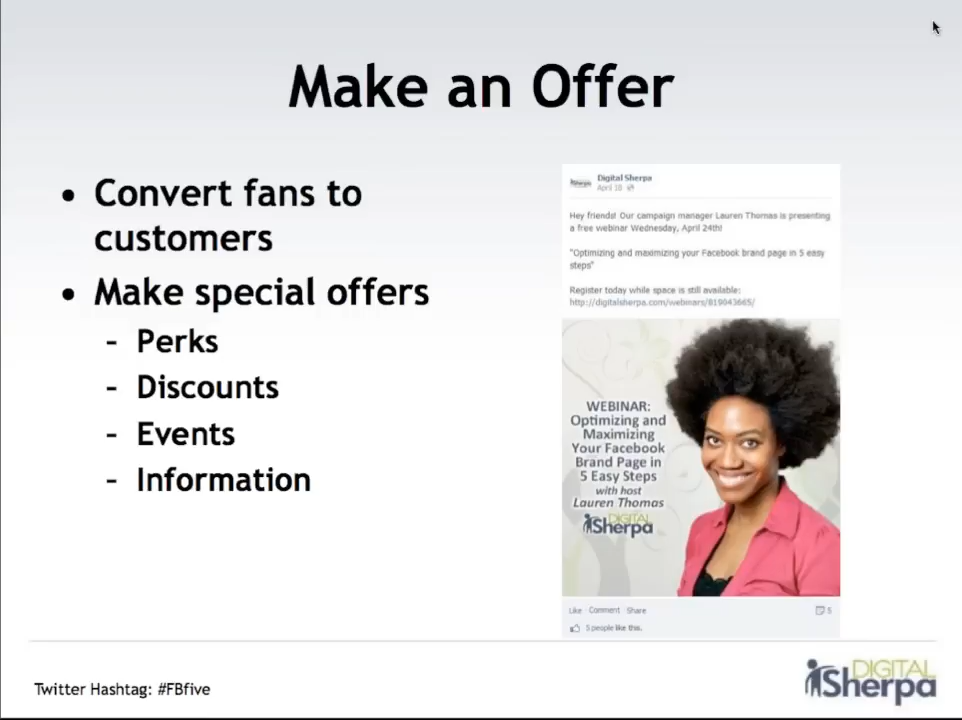 Make an Offer
• Convert fans to
customers
• Make special offers
- Perks
- Discounts
- Events
- Information
iSherpa
Digital Sherpa
April 18
Hey friends! Our campaign manager Lauren Thomas is presenting
a free webinar Wednesday, April 24th!
"Optimizing and maximizing your Facebook brand page in 5 easy
steps"
Register today while space is still available:
http://digitalsherpa.com/webinars/819043665/
WEBINAR:
Optimizing and
Maximizing
Your Facebook
Brand Page in
5 Easy Steps
with host
Lauren Thomas
DIGITAL
Sherpa
Like · Comment · Share
5
5 people like this.
Twitter Hashtag: #FBfive
DIGITAL
Sherpa